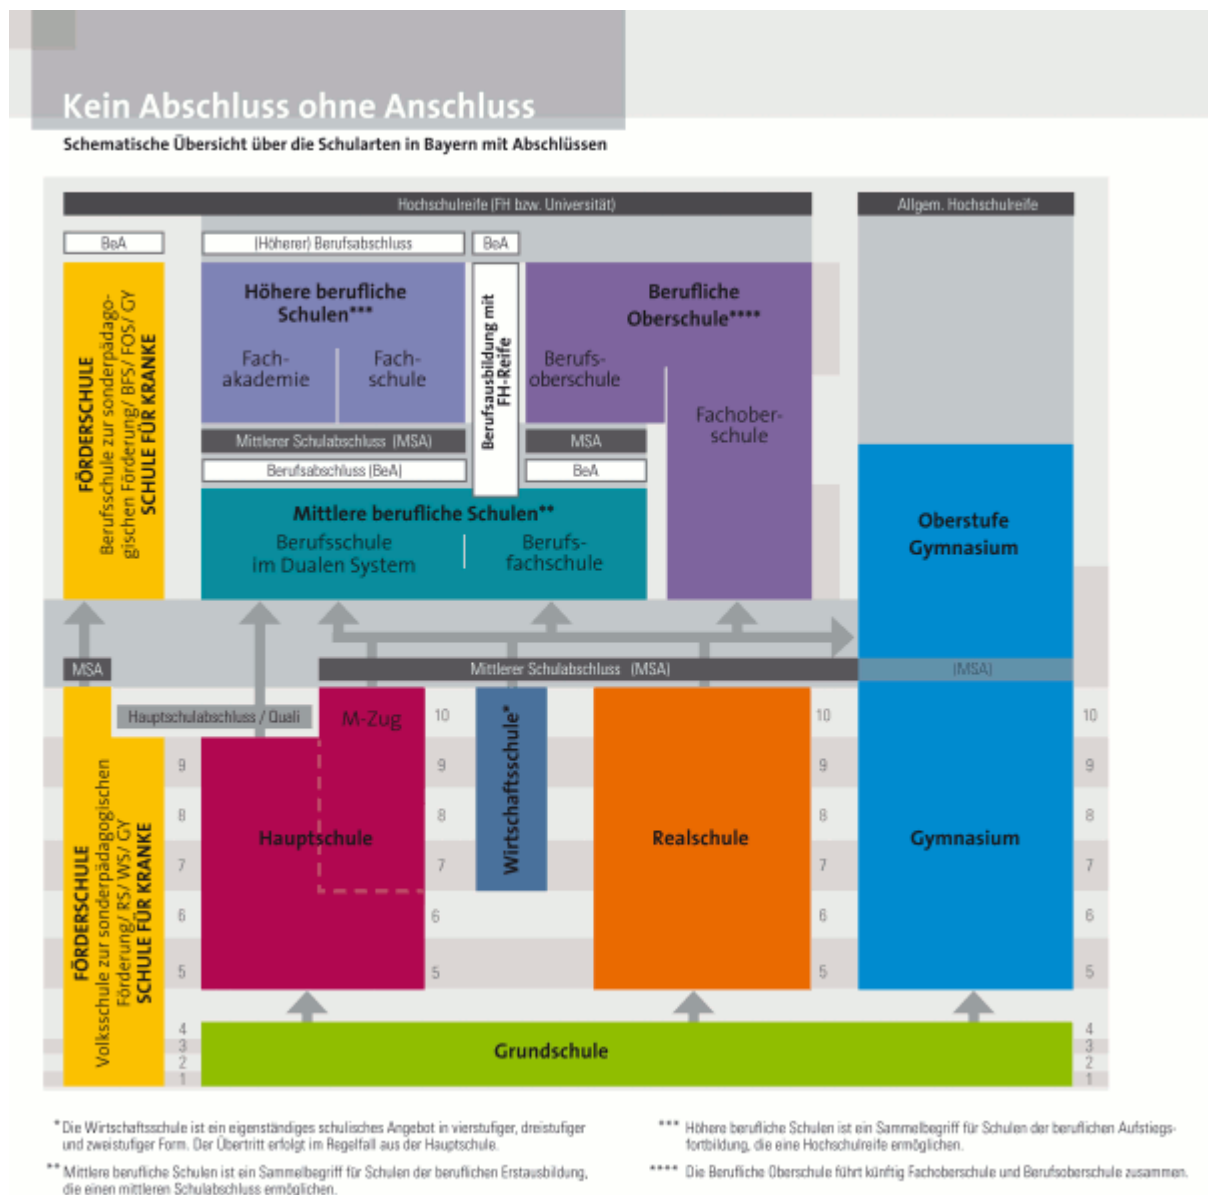 Kein Abschluss ohne Anschluss
Schematische Übersicht über die Schularten in Bayern mit Abschlüssen
Hochschulreife (FH bzw. Universität)
Allgem. Hochschulreife
BeA
(Höherer) Berufsabschluss
BeA
FÖRDERSCHULE
Berufsschule zur sonderpädago-
gischen Förderung/ BFS/ FOS/ GY
SCHULE FÜR KRANKE
Höhere berufliche
Schulen***
Fach-
akademie
Fach-
schule
Berufsausbildung mit
FH-Reife
Berufliche
Oberschule****
Berufs-
oberschule
Fachober-
schule
Mittlerer Schulabschluss (MSA)
Berufsabschluss (BeA)
MSA
BeA
Mittlere berufliche Schulen**
Berufsschule
im Dualen System
Berufs-
fachschule
Oberstufe
Gymnasium
MSA
Mittlerer Schulabschluss (MSA)
(MSA)
Hauptschulabschluss / Quali
FÖRDERSCHULE
Volksschule zur sonderpädagogischen
Förderung/ RS/ WS/ GY
SCHULE FÜR KRANKE
9
8
7
6
5
4
3
2
1
M-Zug
Hauptschule
10
9
8
7
6
5
Wirtschaftsschule*
Realschule
10
9
8
7
6
5
Gymnasium
10
9
8
7
6
5
4
3
2
1
Grundschule
* Die Wirtschaftsschule ist ein eigenständiges schulisches Angebot in vierstufiger, dreistufiger
und zweistufiger Form. Der Übertritt erfolgt im Regelfall aus der Hauptschule.
** Mittlere berufliche Schulen ist ein Sammelbegriff für Schulen der beruflichen Erstausbildung,
die einen mittleren Schulabschluss ermöglichen.
*** Höhere berufliche Schulen ist ein Sammelbegriff für Schulen der beruflichen Aufstiegs-
fortbildung, die eine Hochschulreife ermöglichen.
**** Die Berufliche Oberschule führt künftig Fachoberschule und Berufsoberschule zusammen.